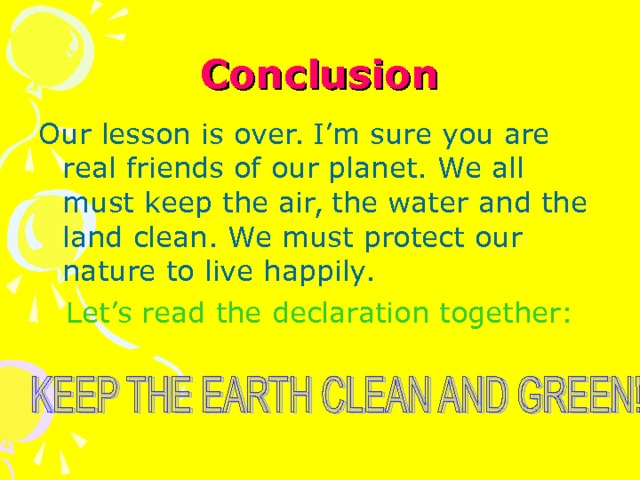 Conclusion
Our lesson is over. I’m sure you are
real friends of our planet. We all
must keep the air, the water and the
land clean. We must protect our
nature to live happily.
Let’s read the declaration together:
KEEP THE EARTH CLEAN AND GREEN!